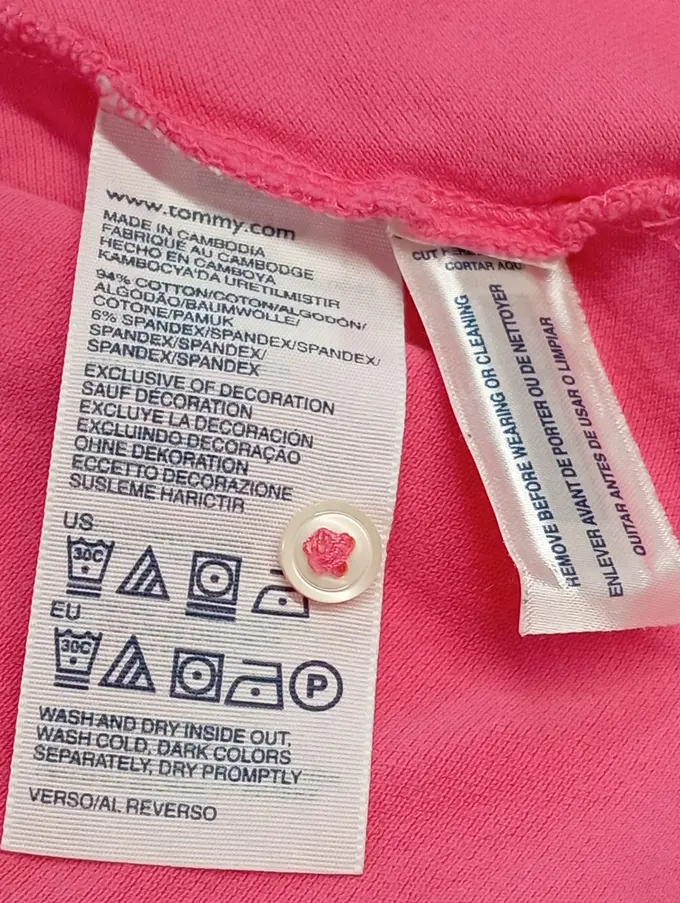 www.tommy.com
MADE IN CAMBODIA
FABRIQUE AU CAMBODGE
HECHO EN CAMBOYA
KAMBOÇYA'DA URETILMISTIR
94% COTTON/COTON/ALGODÓN/
ALGODÃO/BAUMWOLLE/
COTONE/PAMUK
6% SPANDEX/SPANDEX/SPANDEX/
SPANDEX/SPANDEX/
SPANDEX/SPANDEX
EXCLUSIVE OF DECORATION
SAUF DÉCORATION
EXCLUYE LA DECORACIÓN
EXCLUINDO DECORAÇÃO
OHNE DEKORATION
ECCETTO DECORAZIONE
SUSLEME HARICTIR
US
30C
EU
30C
P
WASH AND DRY INSIDE OUT,
WASH COLD, DARK COLORS
SEPARATELY, DRY PROMPTLY
VERSO/AL REVERSO
CUT
CORTAR AQUÍ
REMOVE BEFORE WEARING OR CLEANING
ENLEVER AVANT DE PORTER OU DE NETTOYER
QUITAR ANTES DE USAR O LIMPIAR